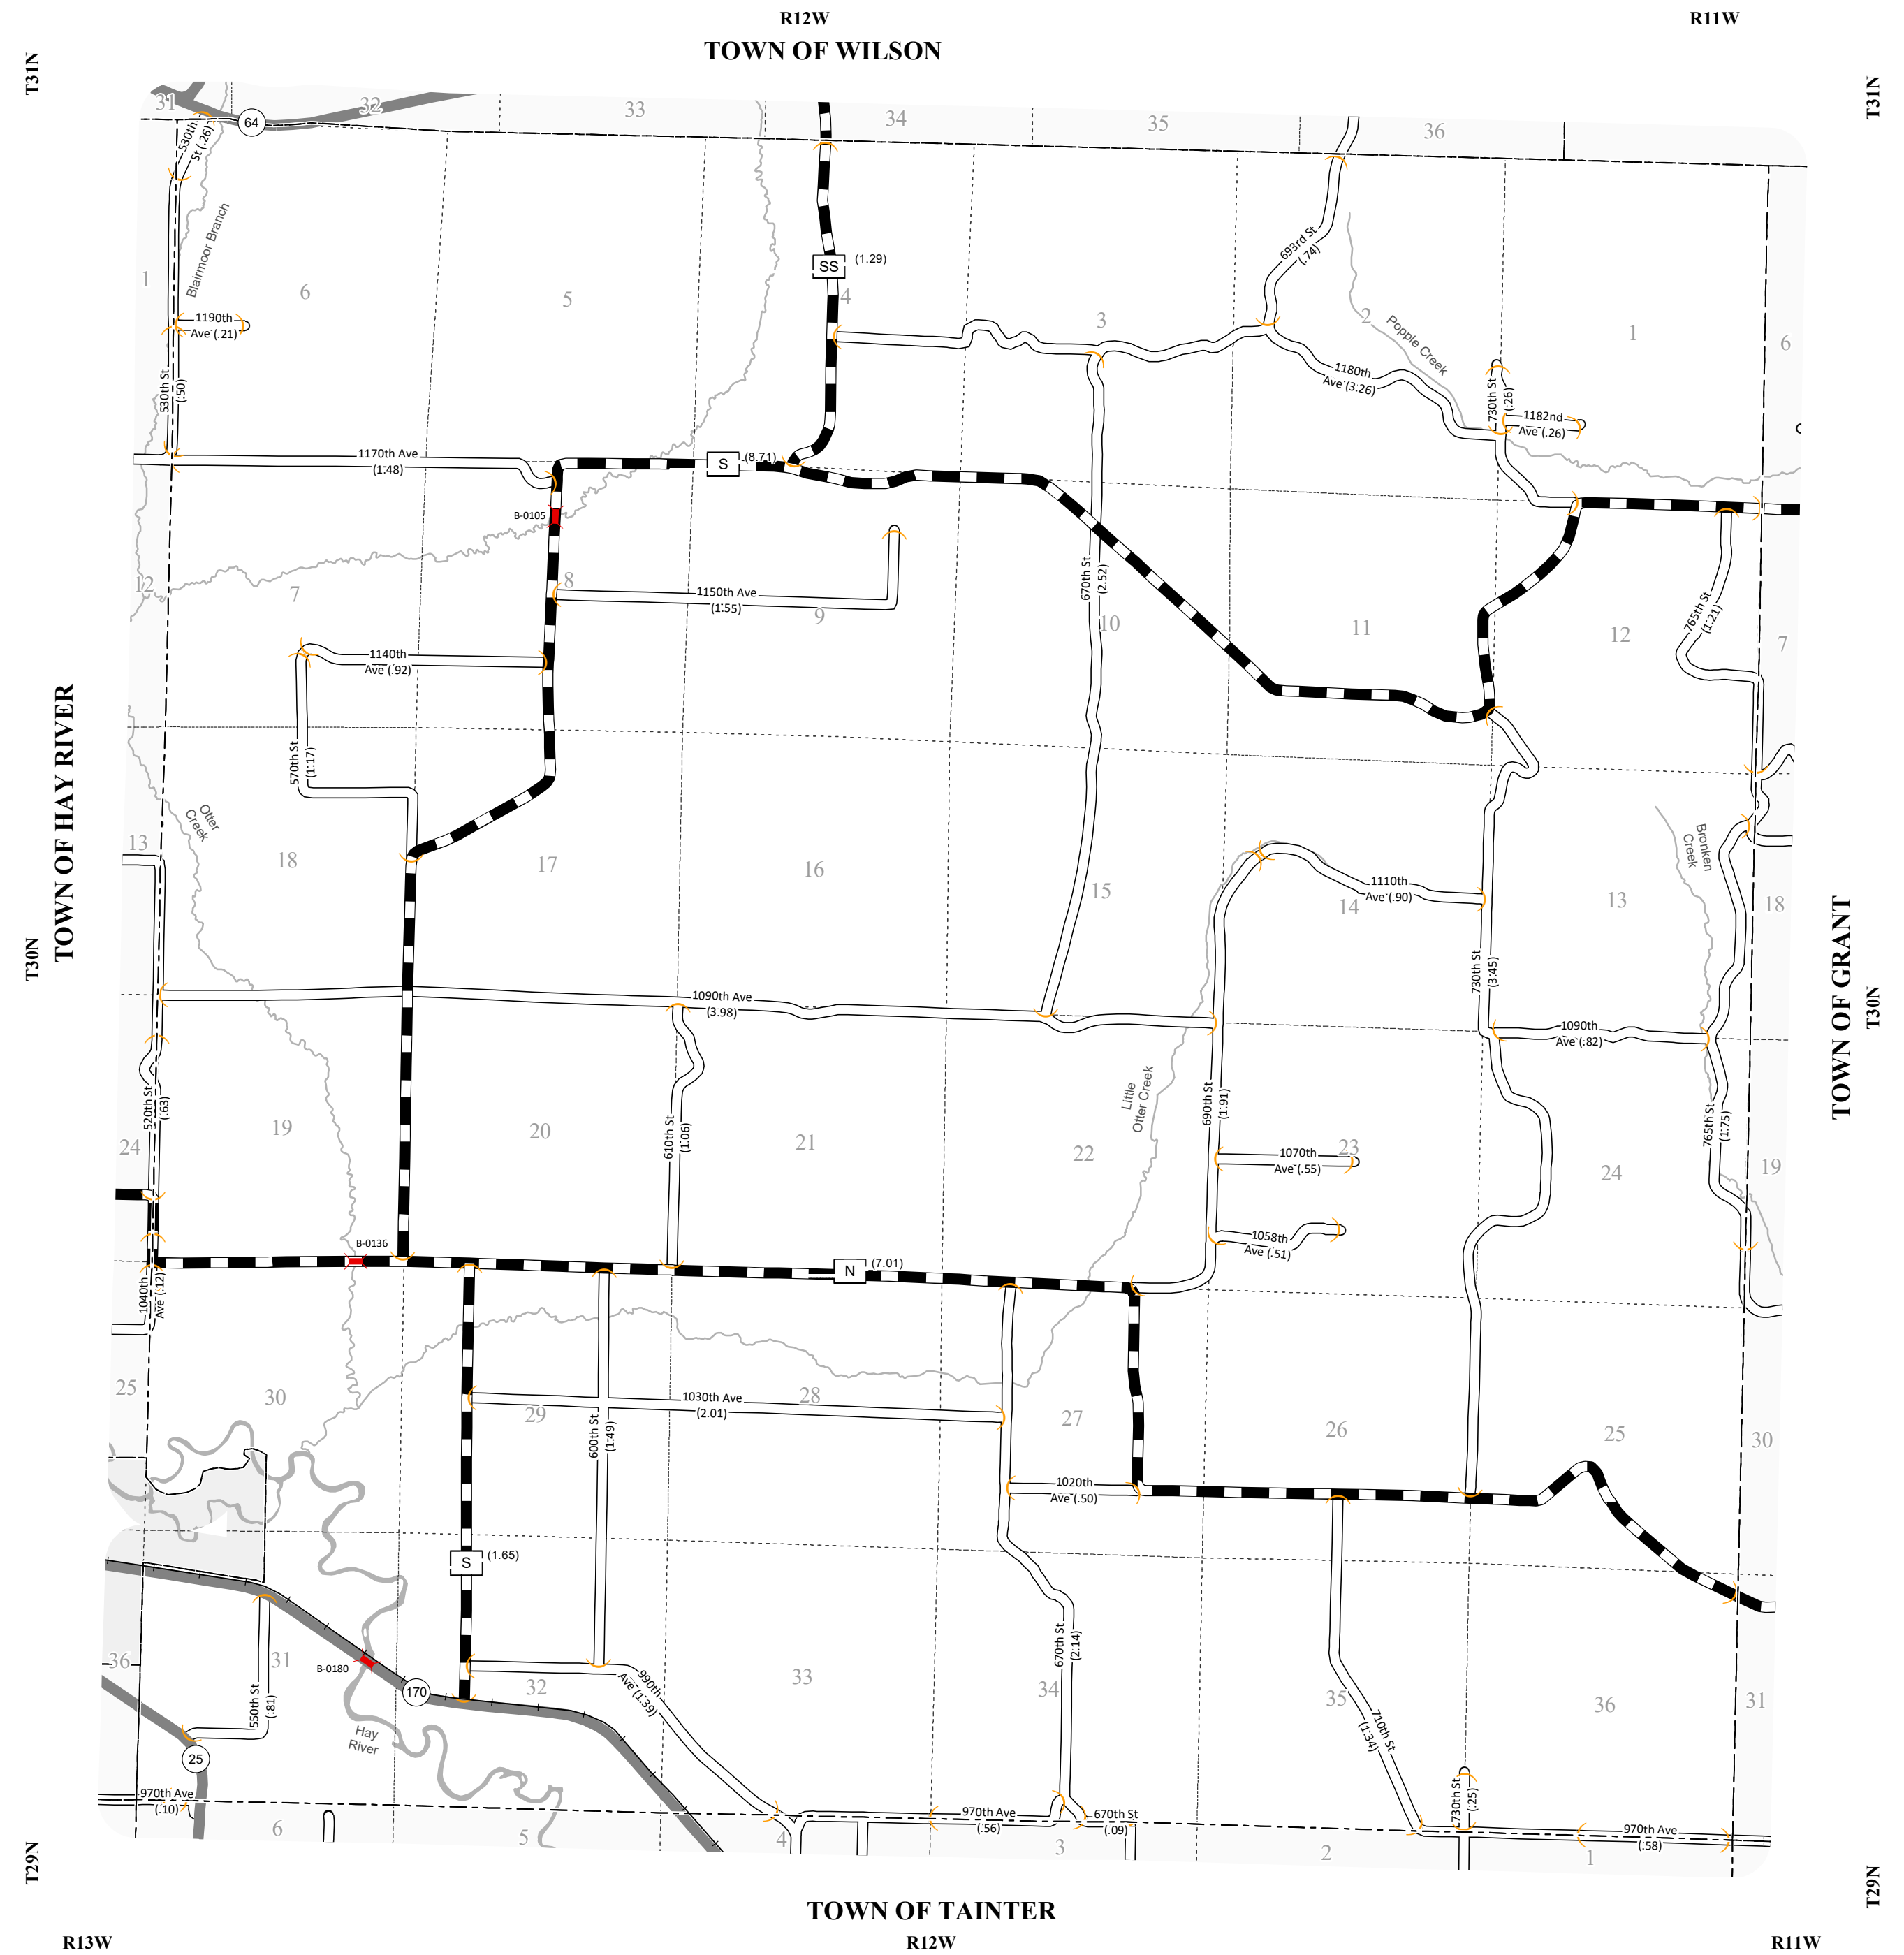 R12W
R11W
TOWN OF WILSON
T31N
T31N
31
32
33
34
35
36
64
530th
St (.26)
Blairmoor Branch
693rd St
(.74)
SS
(1.29)
1
6
5
4
3
2
1
6
1190th
Ave (.21)
Popple Creek
530th St
(.50)
1180th
Ave (3.26)
730th St
(.26)
1182nd
Ave (.26)
1170th Ave
(1.48)
S
(8.71)
B-0105
12
7
8
9
10
11
12
7
1150th Ave
(1.55)
670th St
(2.52)
765th St
(1.21)
1140th
Ave (.92)
570th St
(1.17)
TOWN OF HAY RIVER
Otter
Creek
Bronken
Creek
13
18
17
16
15
14
13
18
1110th
Ave (.90)
T30N
TOWN OF GRANT
T30N
730th St
(3.45)
1090th Ave
(3.98)
1090th
Ave (.82)
520th St
(.63)
610th St
(1.06)
Little
Otter Creek
690th St
(1.91)
765th St
(1.75)
24
19
20
21
22
23
24
19
1070th
Ave (.55)
1058th
Ave (.51)
B-0136
N
(7.01)
1040th
Ave (.12)
25
30
29
28
27
26
25
30
1030th Ave
(2.01)
600th St
(1.49)
1020th
Ave (.50)
S
(1.65)
36
31
32
33
34
35
36
31
B-0180
170
550th St
(.81)
Hay
River
25
990th
Ave (1.39)
670th St
(2.14)
710th St
(1.34)
730th St
(.25)
970th Ave
(.10)
970th Ave
(.56)
670th St
(.09)
970th Ave
(.58)
6
5
4
3
2
1
T29N
T29N
TOWN OF TAINTER
R13W
R12W
R11W